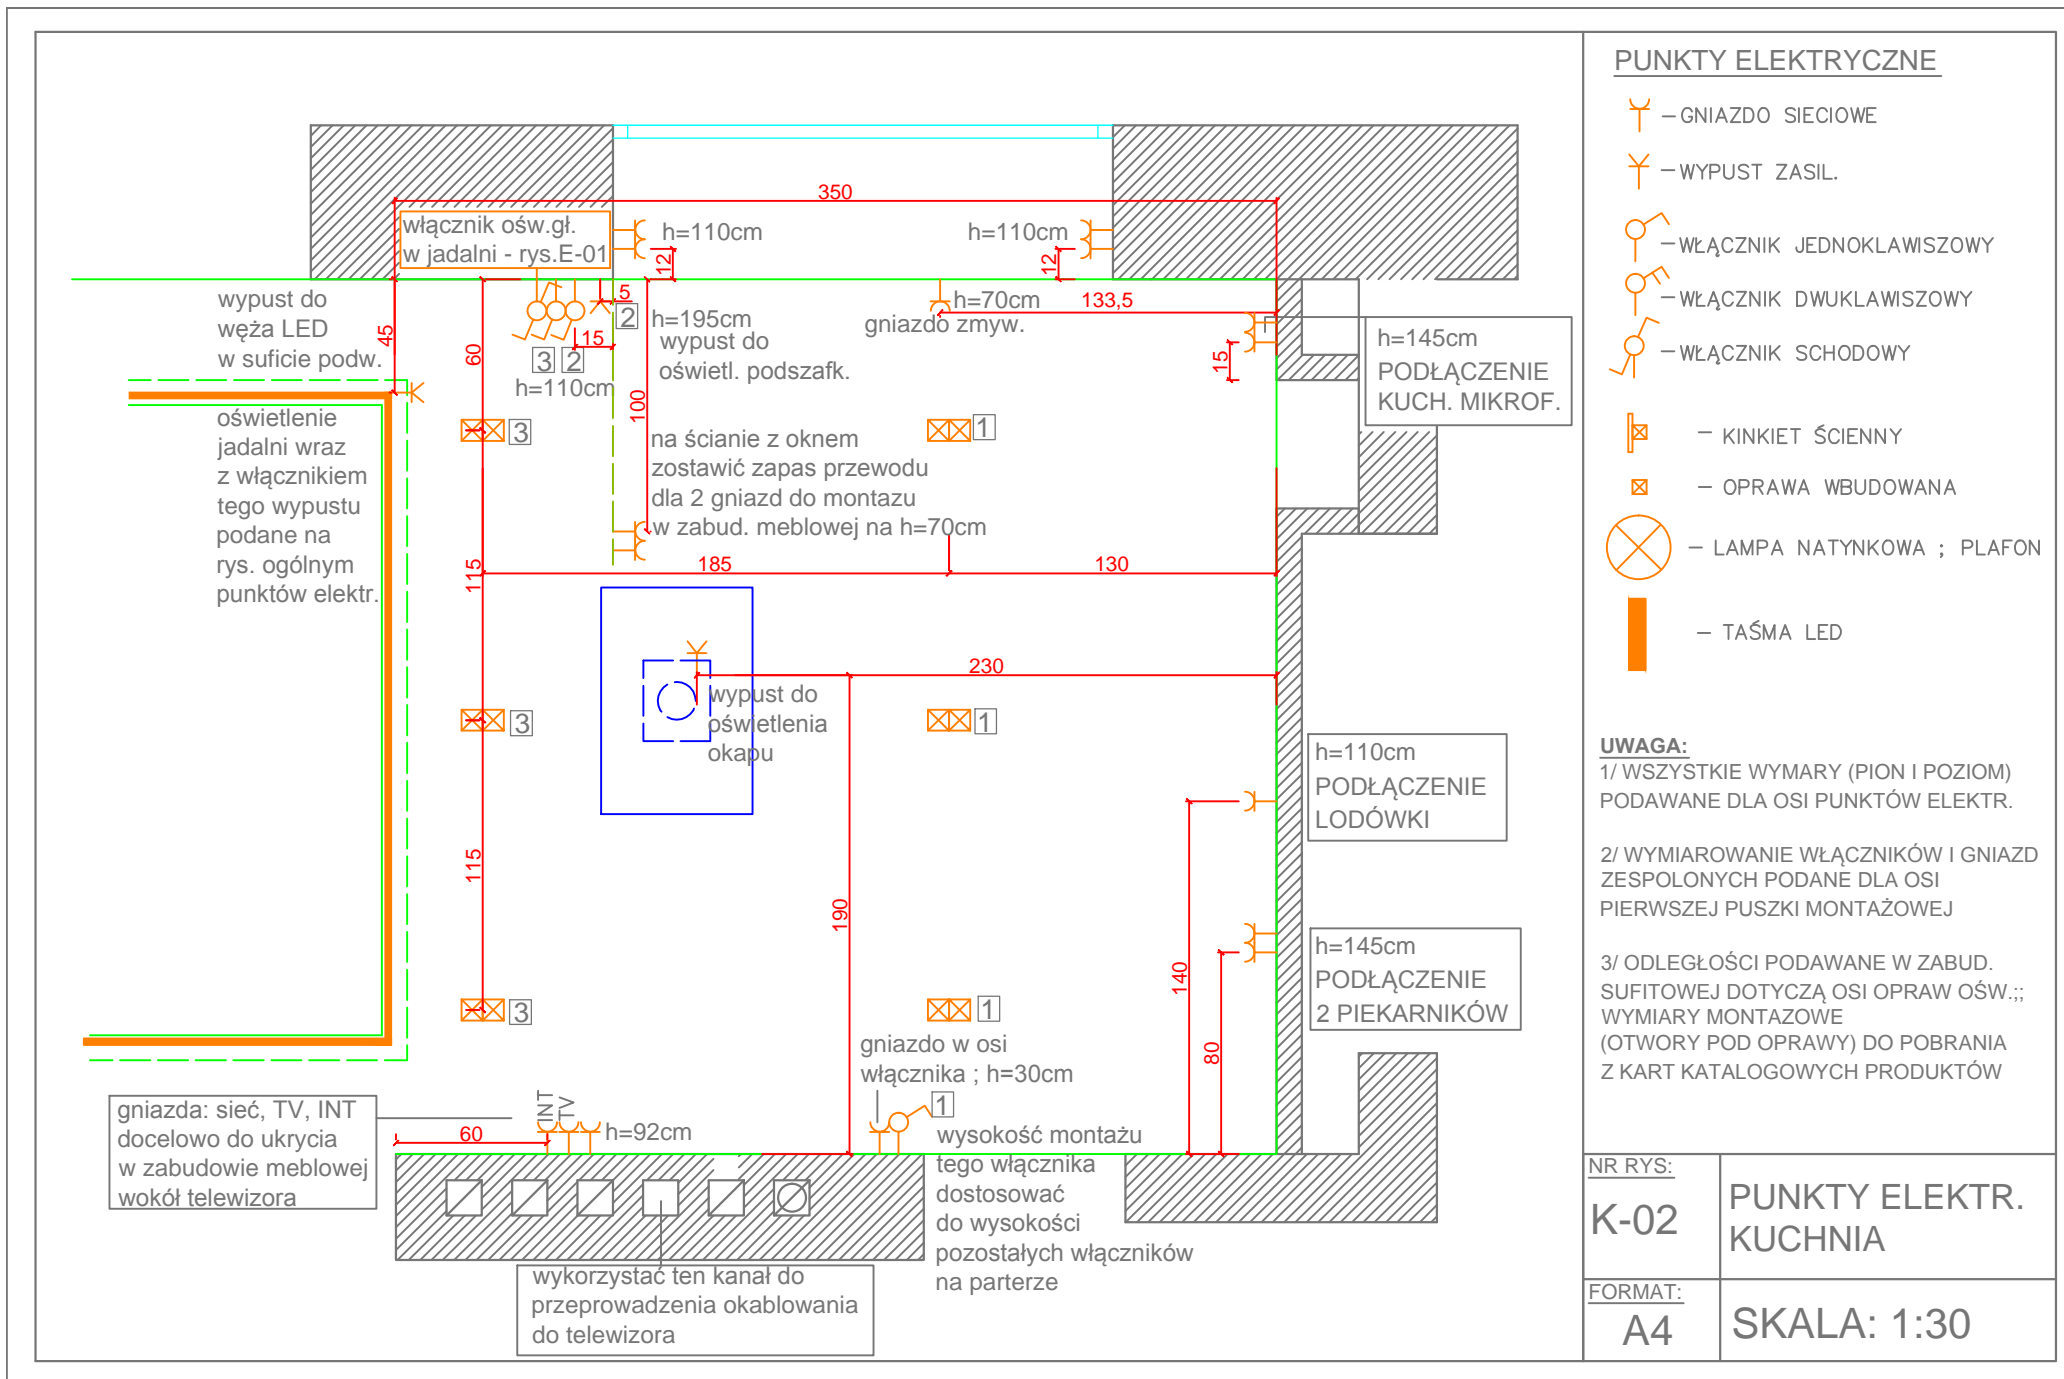 PUNKTY ELEKTRYCZNE
– GNIAZDO SIECIOWE
– WYPUST ZASIL.
– WŁĄCZNIK JEDNOKLAWISZOWY
– WŁĄCZNIK DWUKLAWISZOWY
– WŁĄCZNIK SCHODOWY
– KINKIET ŚCIENNY
– OPRAWA WBUDOWANA
– LAMPA NATYNKOWA ; PLAFON
– TAŚMA LED
UWAGA:
1/ WSZYSTKIE WYMARY (PION I POZIOM)
PODAWANE DLA OSI PUNKTÓW ELEKTR.
2/ WYMIAROWANIE WŁĄCZNIKÓW I GNIAZD
ZESPOLONYCH PODANE DLA OSI
PIERWSZEJ PUSZKI MONTAŻOWEJ
3/ ODLEGŁOŚCI PODAWANE W ZABUD.
SUFITOWEJ DOTYCZĄ OSI OPRAW OŚW.;;
WYMIARY MONTAZOWE
(OTWORY POD OPRAWY) DO POBRANIA
Z KART KATALOGOWYCH PRODUKTÓW
NR RYS:
K-02
PUNKTY ELEKTR.
KUCHNIA
FORMAT:
A4
SKALA: 1:30
350
włącznik ośw.gł.
w jadalni - rys.E-01
h=110cm
12
h=110cm
12
wypust do
węża LED
w suficie podw.
45
60
5
2
15
3
2
h=110cm
h=195cm
wypust do
oświetl. podszafk.
100
h=70cm
gniazdo zmyw.
133,5
15
h=145cm
PODŁĄCZENIE
KUCH. MIKROF.
oświetlenie
jadalni wraz
z włącznikiem
tego wypustu
podane na
rys. ogólnym
punktów elektr.
3
1
na ścianie z oknem
zostawić zapas przewodu
dla 2 gniazd do montazu
w zabud. meblowej na h=70cm
115
185
130
230
wypust do
oświetlenia
okapu
3
1
h=110cm
PODŁĄCZENIE
LODÓWKI
115
190
140
h=145cm
PODŁĄCZENIE
2 PIEKARNIKÓW
80
3
1
gniazdo w osi
włącznika ; h=30cm
1
gniazda: sieć, TV, INT
docelowo do ukrycia
w zabudowie meblowej
wokół telewizora
60
INT
TV
h=92cm
wysokość montażu
tego włącznika
dostosować
do wysokości
pozostałych włączników
na parterze
wykorzystać ten kanał do
przeprowadzenia okablowania
do telewizora